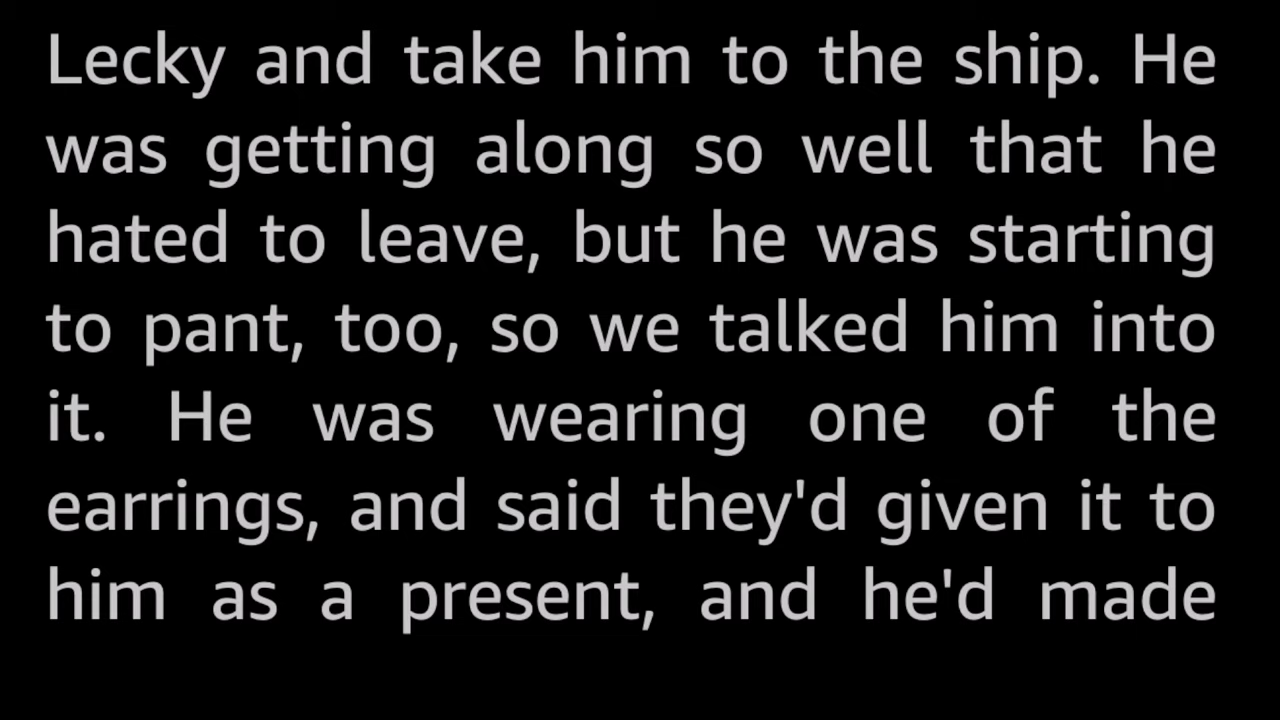 Lecky and take him to the ship. He
was getting along so well that he
hated to leave, but he was starting
to pant, too, so we talked him into
it. He was wearing one of the
earrings, and said they'd given it to
him as a present, and he'd made